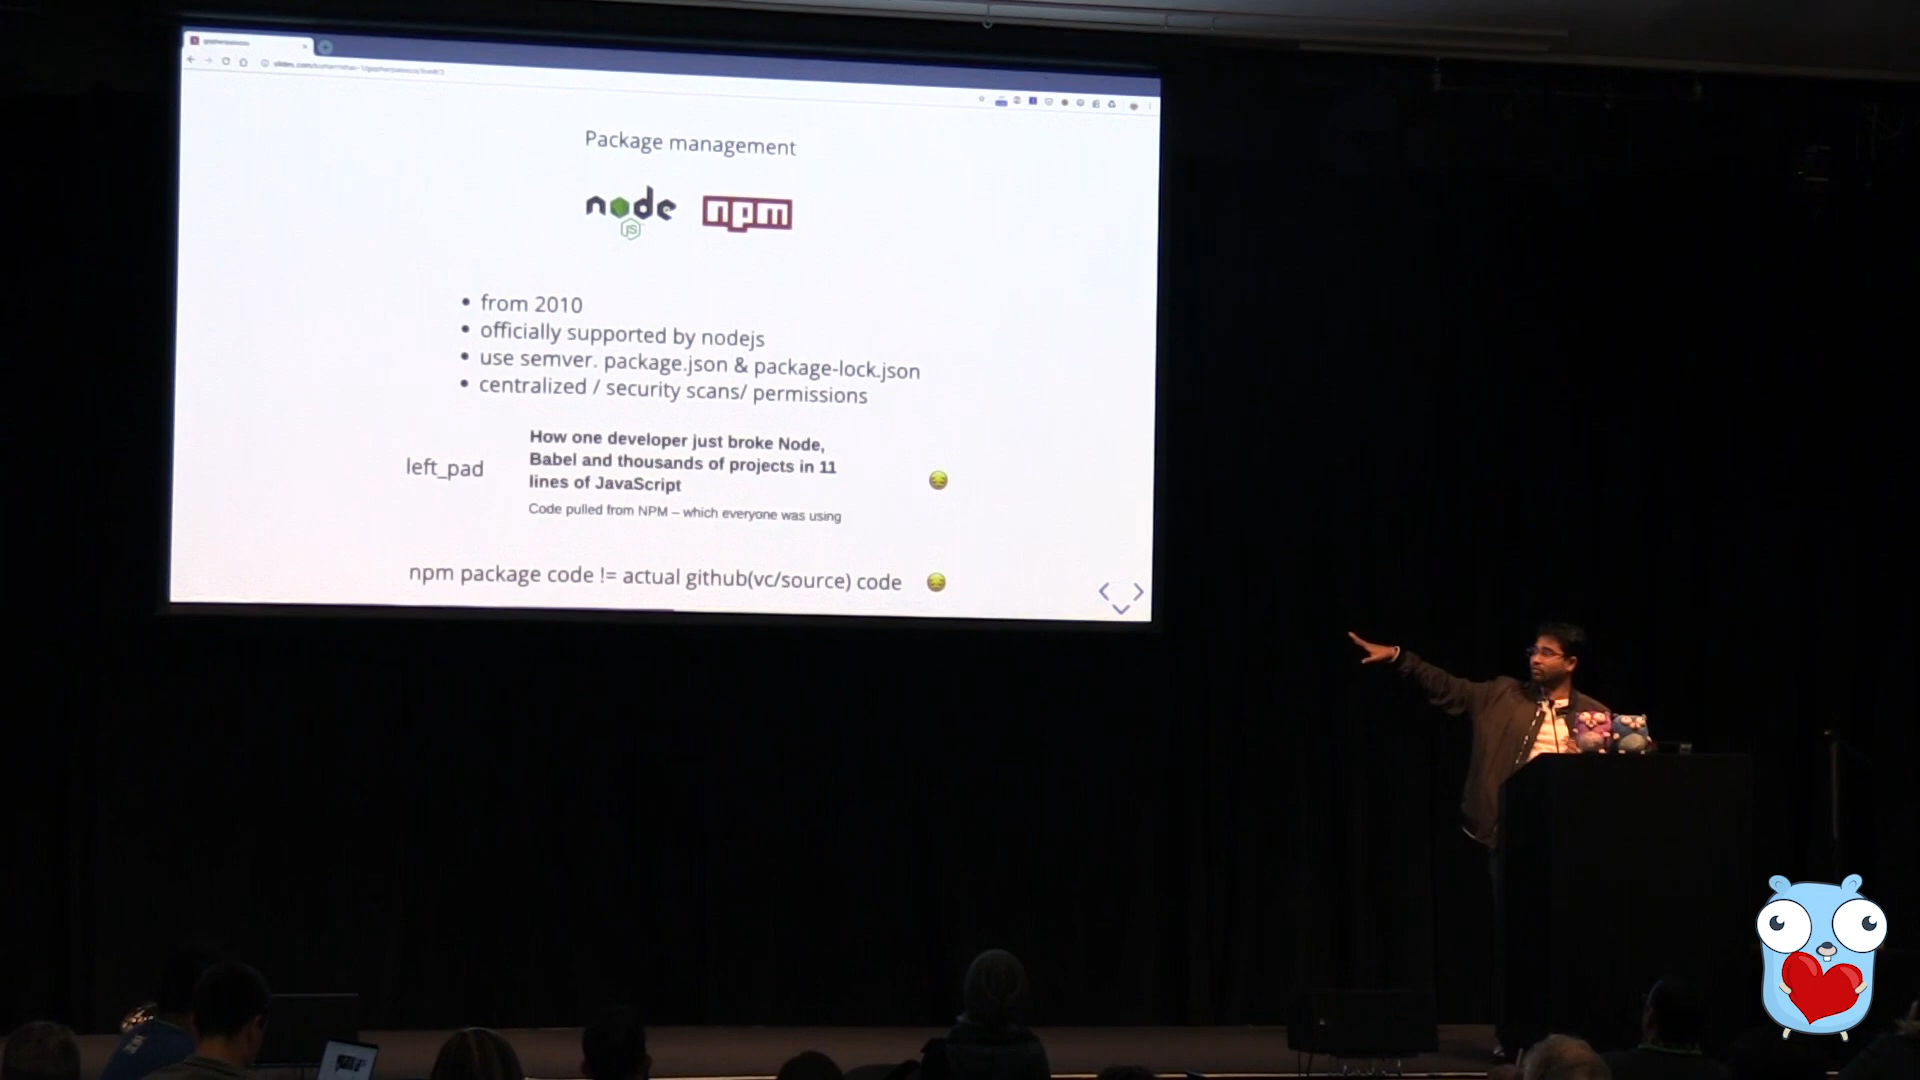 Package management
node
JS
npm
from 2010
officially supported by nodejs
use semver. package.json & package-lock.json
centralized / security scans/ permissions
left_pad
How one developer just broke Node,
Babel and thousands of projects in 11
lines of JavaScript
Code pulled from NPM – which everyone was using
npm package code != actual github(vc/source) code